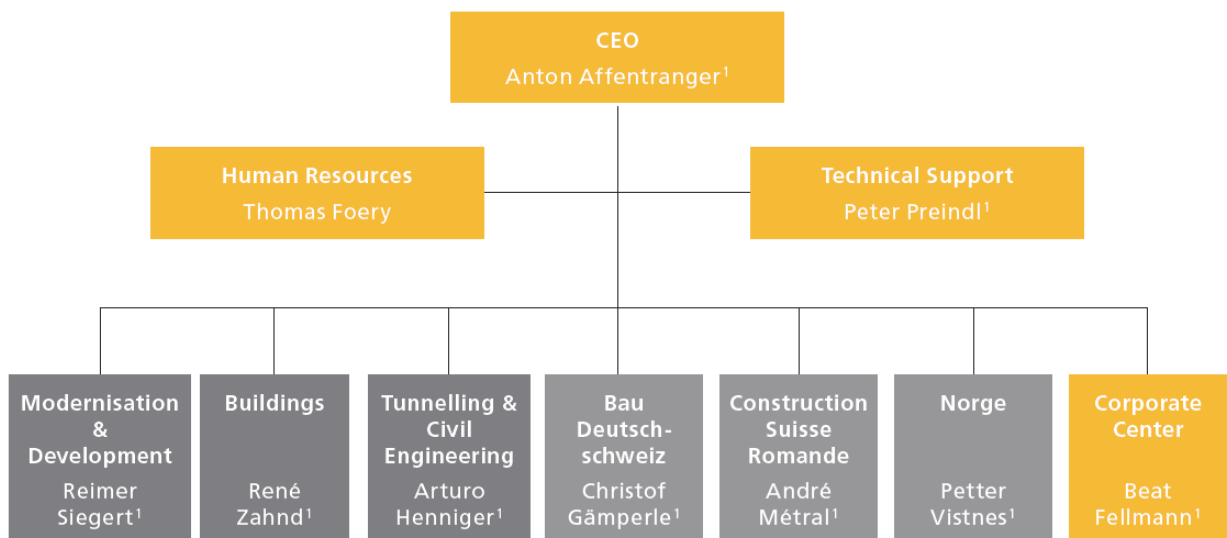 CEO
Anton Affentranger¹
Human Resources
Thomas Foery
Technical Support
Peter Preindl¹
Modernisation
&
Development
Reimer
Siegert¹
Buildings
René
Zahnd¹
Tunnelling &
Civil
Engineering
Arturo
Henniger¹
Bau
Deutsch-
schweiz
Christof
Gämperle¹
Construction
Suisse
Romande
André
Métral¹
Norge
Petter
Vistnes¹
Corporate
Center
Beat
Fellmann¹